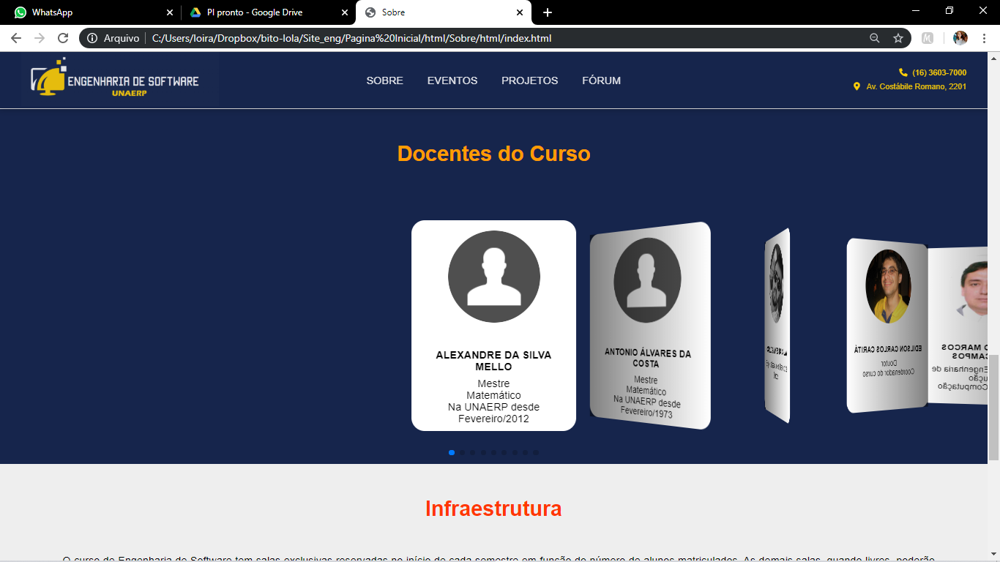 WhatsApp
PI pronto - Google Drive
Sobre
Arquivo
C:/Users/loira/Dropbox/bito-lola/Site_eng/Pagina%20Inicial/html/Sobre/html/index.html
ENGENHARIA DE SOFTWARE
UNAERP
SOBRE
EVENTOS
PROJETOS
FÓRUM
(16) 3603-7000
Av. Costábile Romano, 2201
Docentes do Curso
ALEXANDRE DA SILVA
MELLO
Mestre
Matemático
Na UNAERP desde
Fevereiro/2012
ANTONIO ÁLVARES DA
COSTA
Mestre
Matemático
Na UNAERP desde
Fevereiro/1973
EDILSON CARLOS CARITÁ
Doutor
Coordenador do curso
O MARCOS
CAMPOS
Engenharia de
ução
Computação
Infraestrutura
O curso de Engenharia de Software tem salas exclusivas reservadas no início de cada semestre em função do número de alunos matriculados. As demais salas, quando livres, poderão